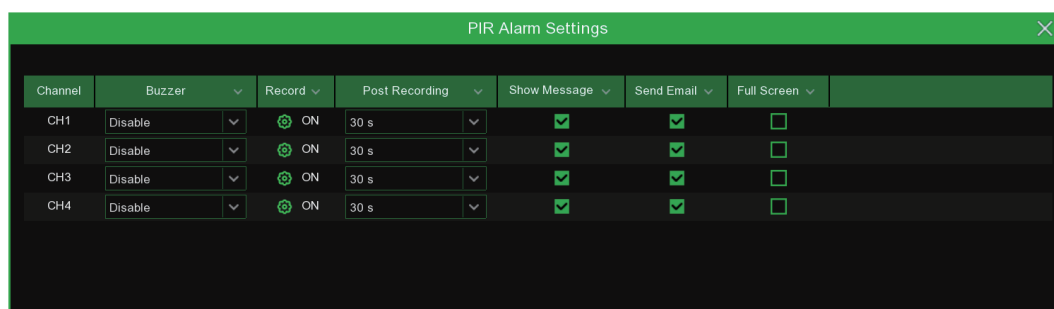 PIR Alarm Settings
Channel Buzzer Record Post Recording Show Message Send Email Full Screen
CH1 Disable ON 30 s
CH2 Disable ON 30 s
CH3 Disable ON 30 s
CH4 Disable ON 30 s